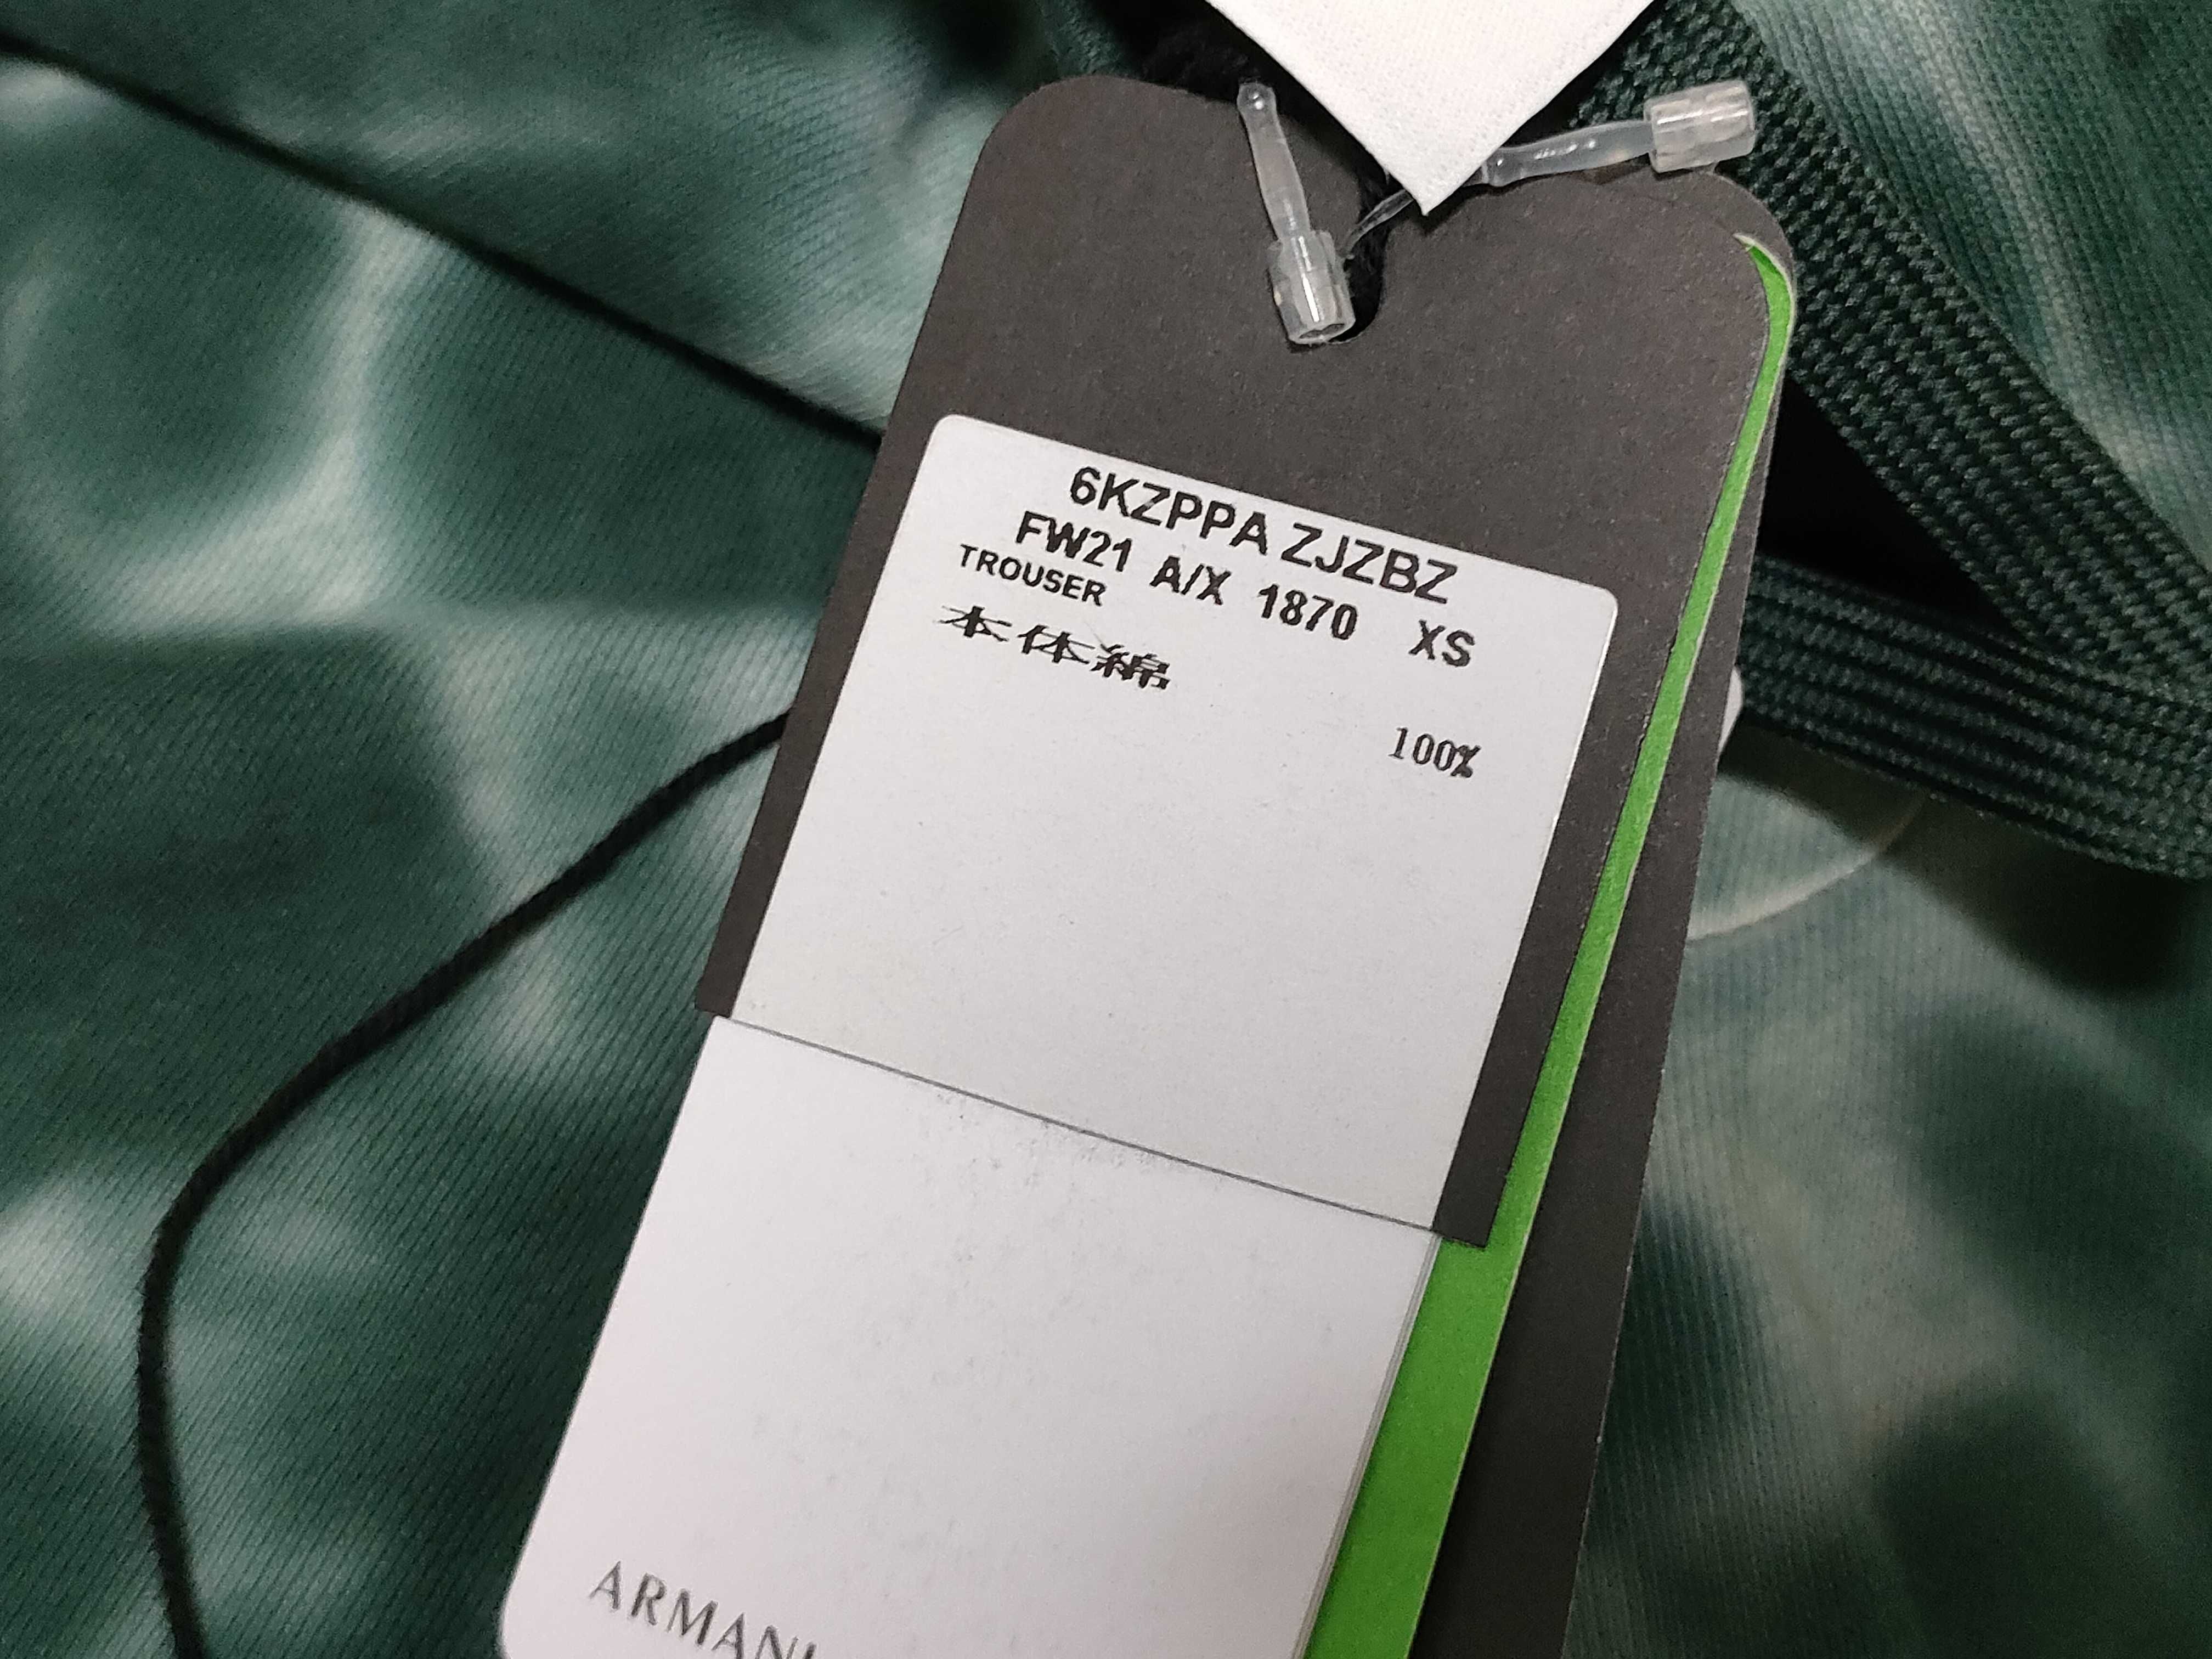 6KZPPA ZJZBZ
FW21 A/X 1870 XS
TROUSER
本体綿
100%
ARMANI